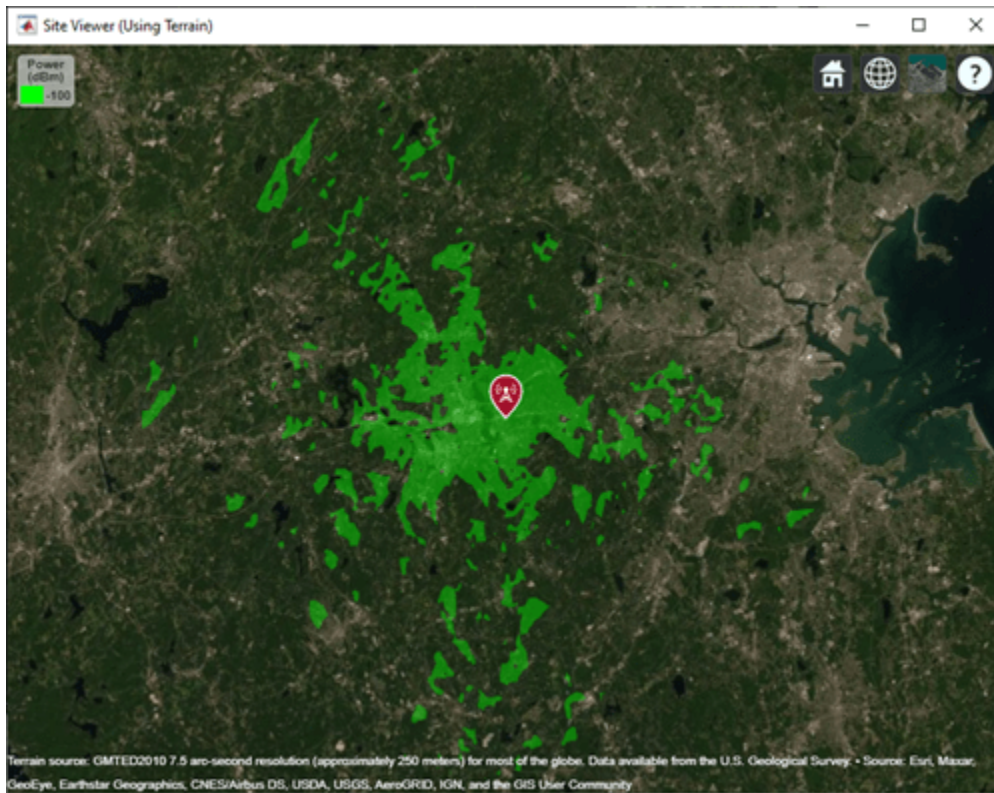 Site Viewer (Using Terrain)
Power
(dBm)
-100
?
Terrain source: GMTED2010 7.5 arc-second resolution (approximately 250 meters) for most of the globe. Data available from the U.S. Geological Survey. • Source: Esri, Maxar,
GeoEye, Earthstar Geographics, CNES/Airbus DS, USDA, USGS, AeroGRID, IGN, and the GIS User Community